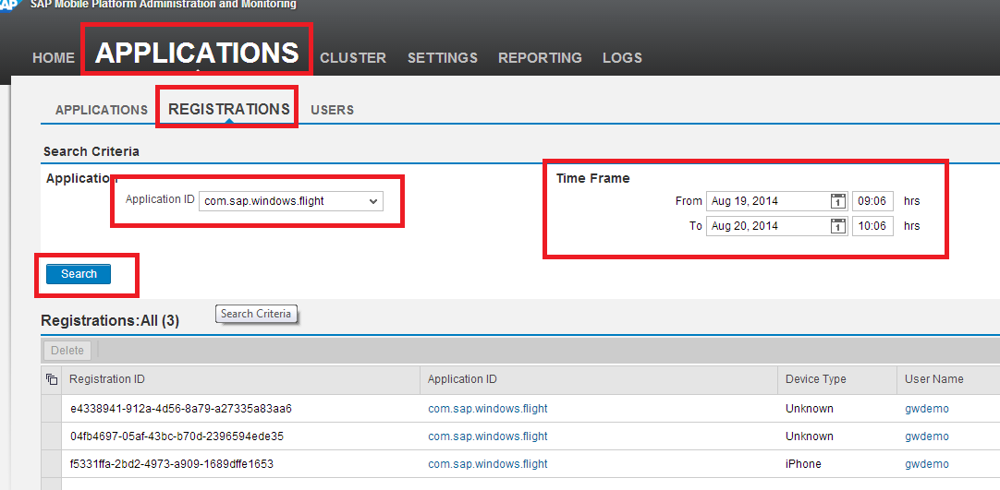 SAP SAP Mobile Platform Administration and Monitoring
HOME APPLICATIONS CLUSTER SETTINGS REPORTING LOGS
APPLICATIONS REGISTRATIONS USERS
Search Criteria
Application Time Frame
Application ID com.sap.windows.flight
From Aug 19, 2014 1 09:06 hrs
To Aug 20, 2014 1 10:06 hrs
Search
Search Criteria
Registrations:All (3)
Delete
Registration ID Application ID Device Type User Name
e4338941-912a-4d56-8a79-a27335a83aa6 com.sap.windows.flight Unknown gwdemo
04fb4697-05af-43bc-b70d-2396594ede35 com.sap.windows.flight Unknown gwdemo
f5331ffa-2bd2-4973-a909-1689dffe1653 com.sap.windows.flight iPhone gwdemo